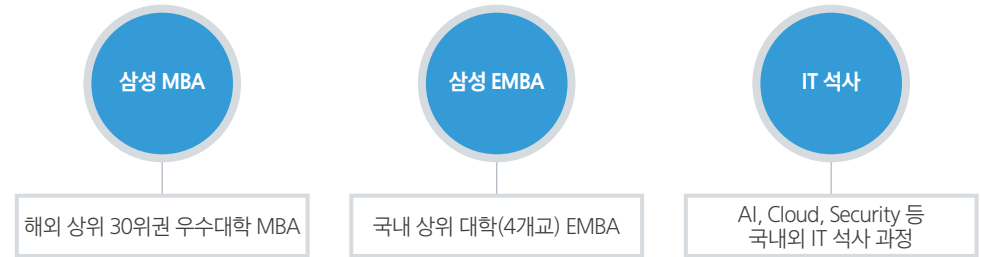 삼성 MBA
삼성 EMBA
IT 석사
해외 상위 30위권 우수대학 MBA
국내 상위 대학(4개교) EMBA
AI, Cloud, Security 등
국내외 IT 석사 과정